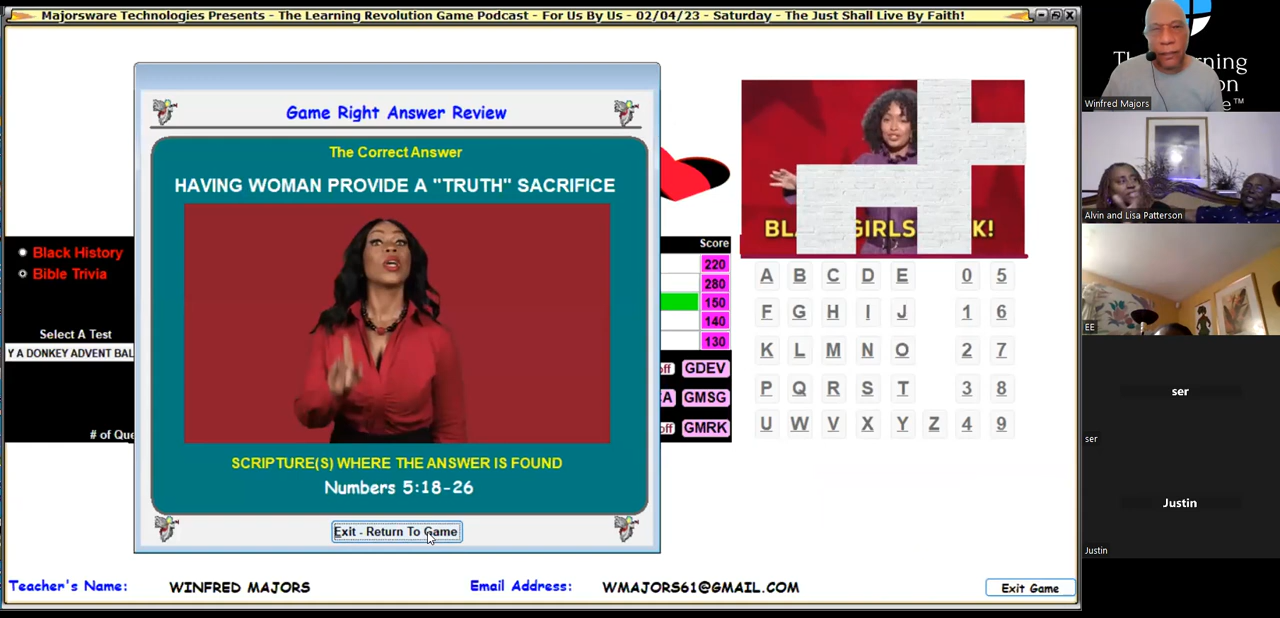 Majorsware Technologies Presents - The Learning Revolution Game Podcast - For Us By Us - 02/04/23 - Saturday - The Just Shall Live By Faith!
Game Right Answer Review
The Correct Answer
HAVING WOMAN PROVIDE A "TRUTH" SACRIFICE
SCRIPTURE(S) WHERE THE ANSWER IS FOUND
Numbers 5:18-26
Exit - Return To Game
Black History
Bible Trivia
Select A Test
Y A DONKEY ADVENT BAL
# of Que
Score
220
280
150
140
130
off GDEV
A GMSG
off GMRK
BL GIRLS K!
A B C D E 0 5
F G H I J 1 6
K L M N O 2 7
P Q R S T 3 8
U W V X Y Z 4 9
Teacher's Name: WINFRED MAJORS Email Address: WMAJORS61@GMAIL.COM
Exit Game
Winfred Majors
Alvin and Lisa Patterson
EE
ser
ser
Justin
Justin